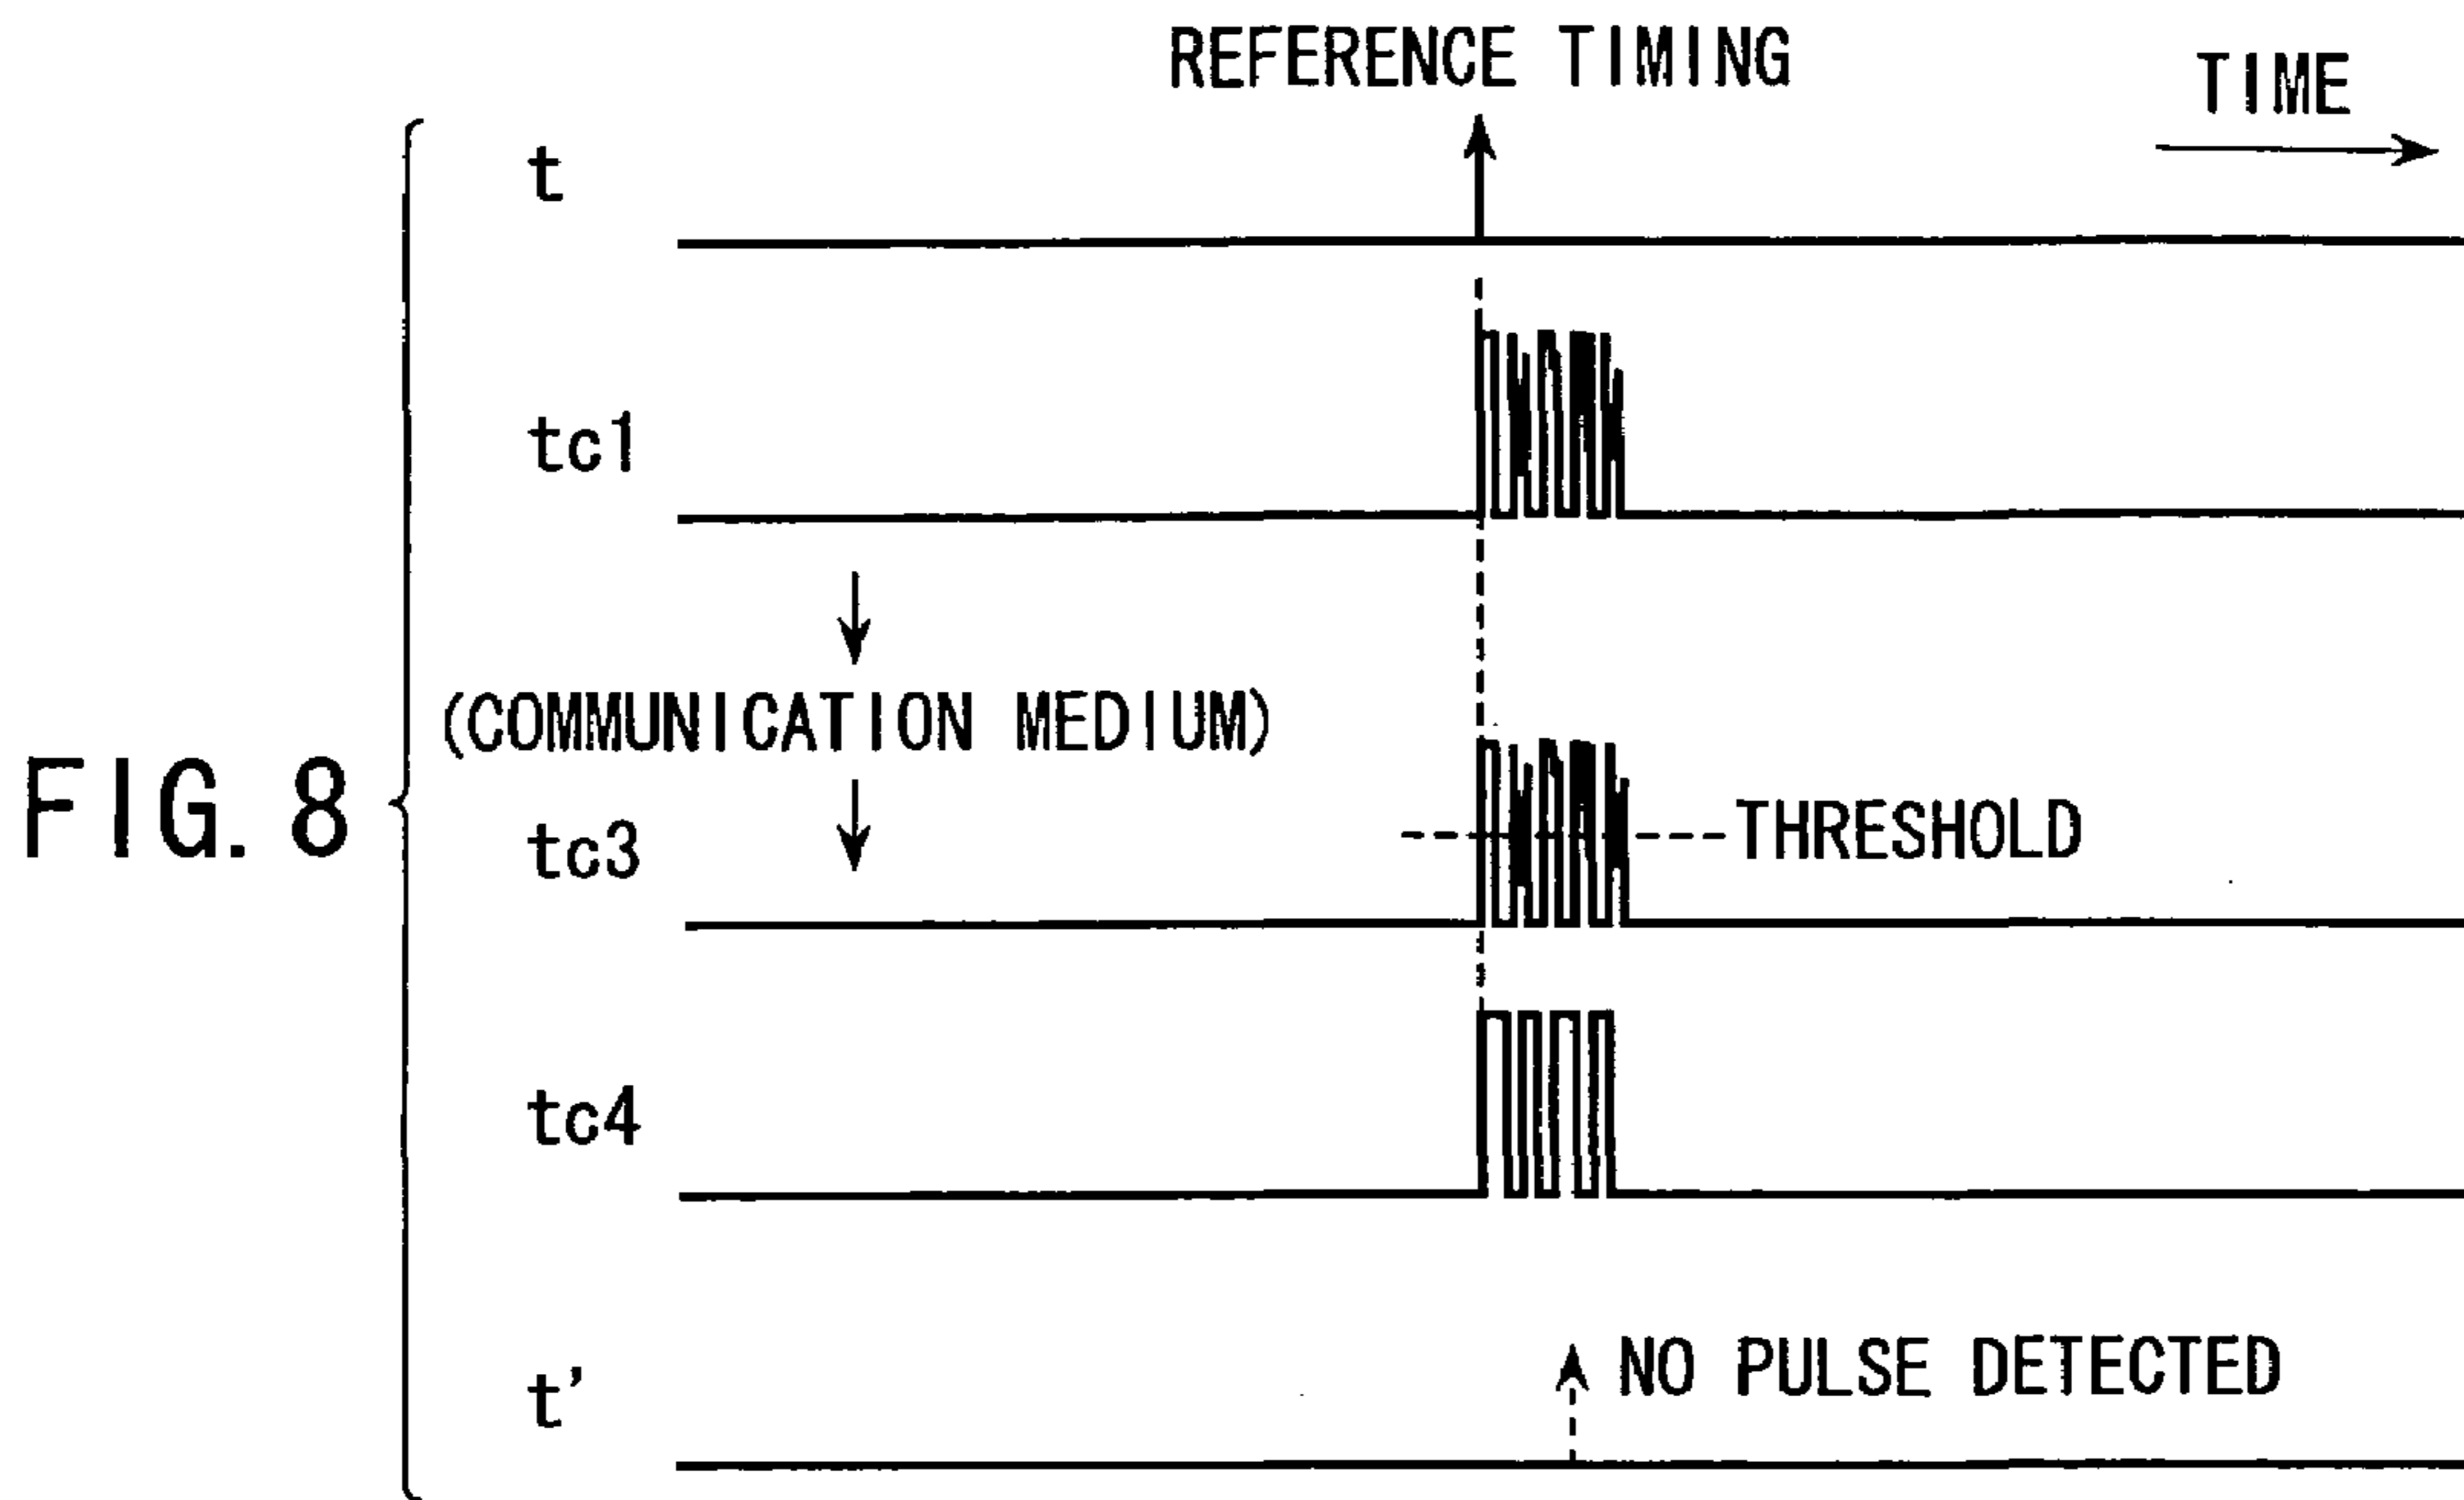 REFERENCE TIMING
TIME
t
tc1
(COMMUNICATION MEDIUM)
FIG. 8
tc3
THRESHOLD
tc4
NO PULSE DETECTED
t'